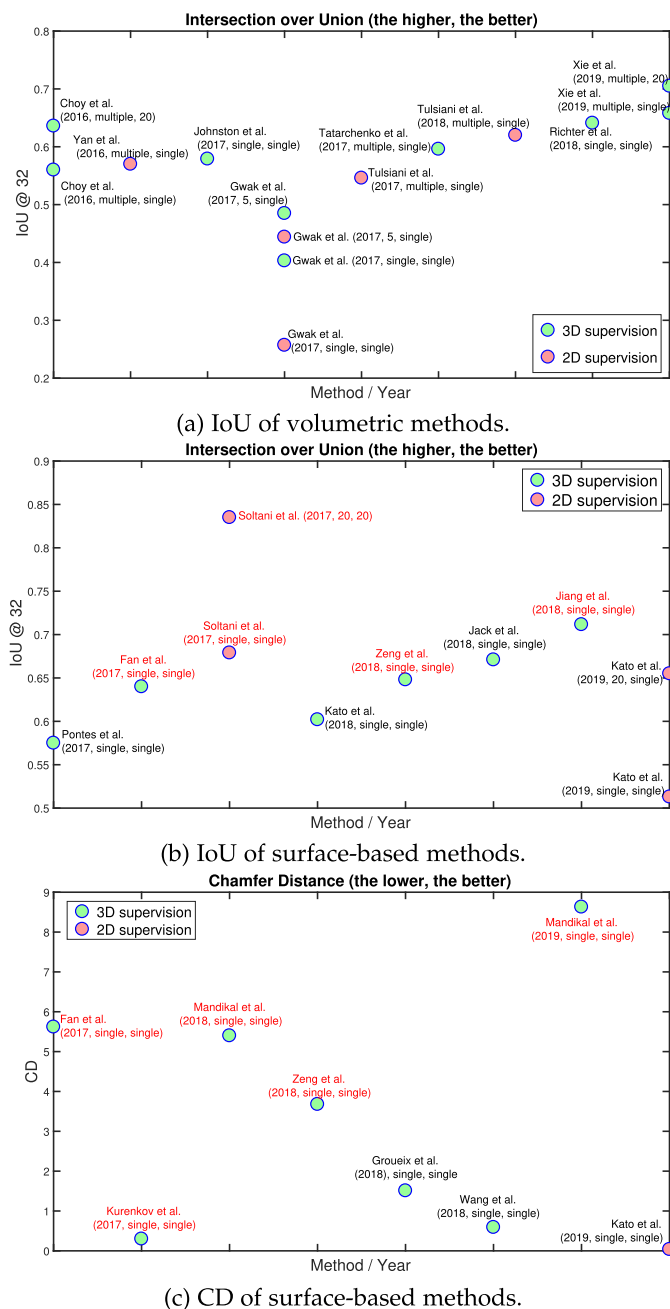 Intersection over Union (the higher, the better)
0.8
0.7
0.6
0.5
0.4
0.3
0.2
IoU @ 32
Choy et al.
(2016, multiple, 20)
Yan et al.
(2016, multiple, single)
Choy et al.
(2016, multiple, single)
Johnston et al.
(2017, single, single)
Gwak et al.
(2017, 5, single)
Gwak et al. (2017, 5, single)
Gwak et al. (2017, single, single)
Gwak et al.
(2017, single, single)
Tatarchenko et al.
(2017, multiple, single)
Tulsiani et al.
(2017, multiple, single)
Tulsiani et al.
(2018, multiple, single)
Xie et al.
(2019, multiple, 20)
Xie et al.
(2019, multiple, single)
Richter et al.
(2018, single, single)
3D supervision
2D supervision
Method / Year
(a) IoU of volumetric methods.
Intersection over Union (the higher, the better)
0.9
0.85
0.8
0.75
0.7
0.65
0.6
0.55
0.5
IoU @ 32
3D supervision
2D supervision
Soltani et al. (2017, 20, 20)
Soltani et al.
(2017, single, single)
Fan et al.
(2017, single, single)
Pontes et al.
(2017, single, single)
Kato et al.
(2018, single, single)
Zeng et al.
(2018, single, single)
Jack et al.
(2018, single, single)
Jiang et al.
(2018, single, single)
Kato et al.
(2019, 20, single)
Kato et al.
(2019, single, single)
Method / Year
(b) IoU of surface-based methods.
Chamfer Distance (the lower, the better)
9
8
7
6
5
4
3
2
1
0
CD
3D supervision
2D supervision
Fan et al.
(2017, single, single)
Kurenkov et al.
(2017, single, single)
Mandikal et al.
(2018, single, single)
Zeng et al.
(2018, single, single)
Groueix et al.
(2018), single, single
Wang et al.
(2018, single, single)
Mandikal et al.
(2019, single, single)
Kato et al.
(2019, single, single)
Method / Year
(c) CD of surface-based methods.